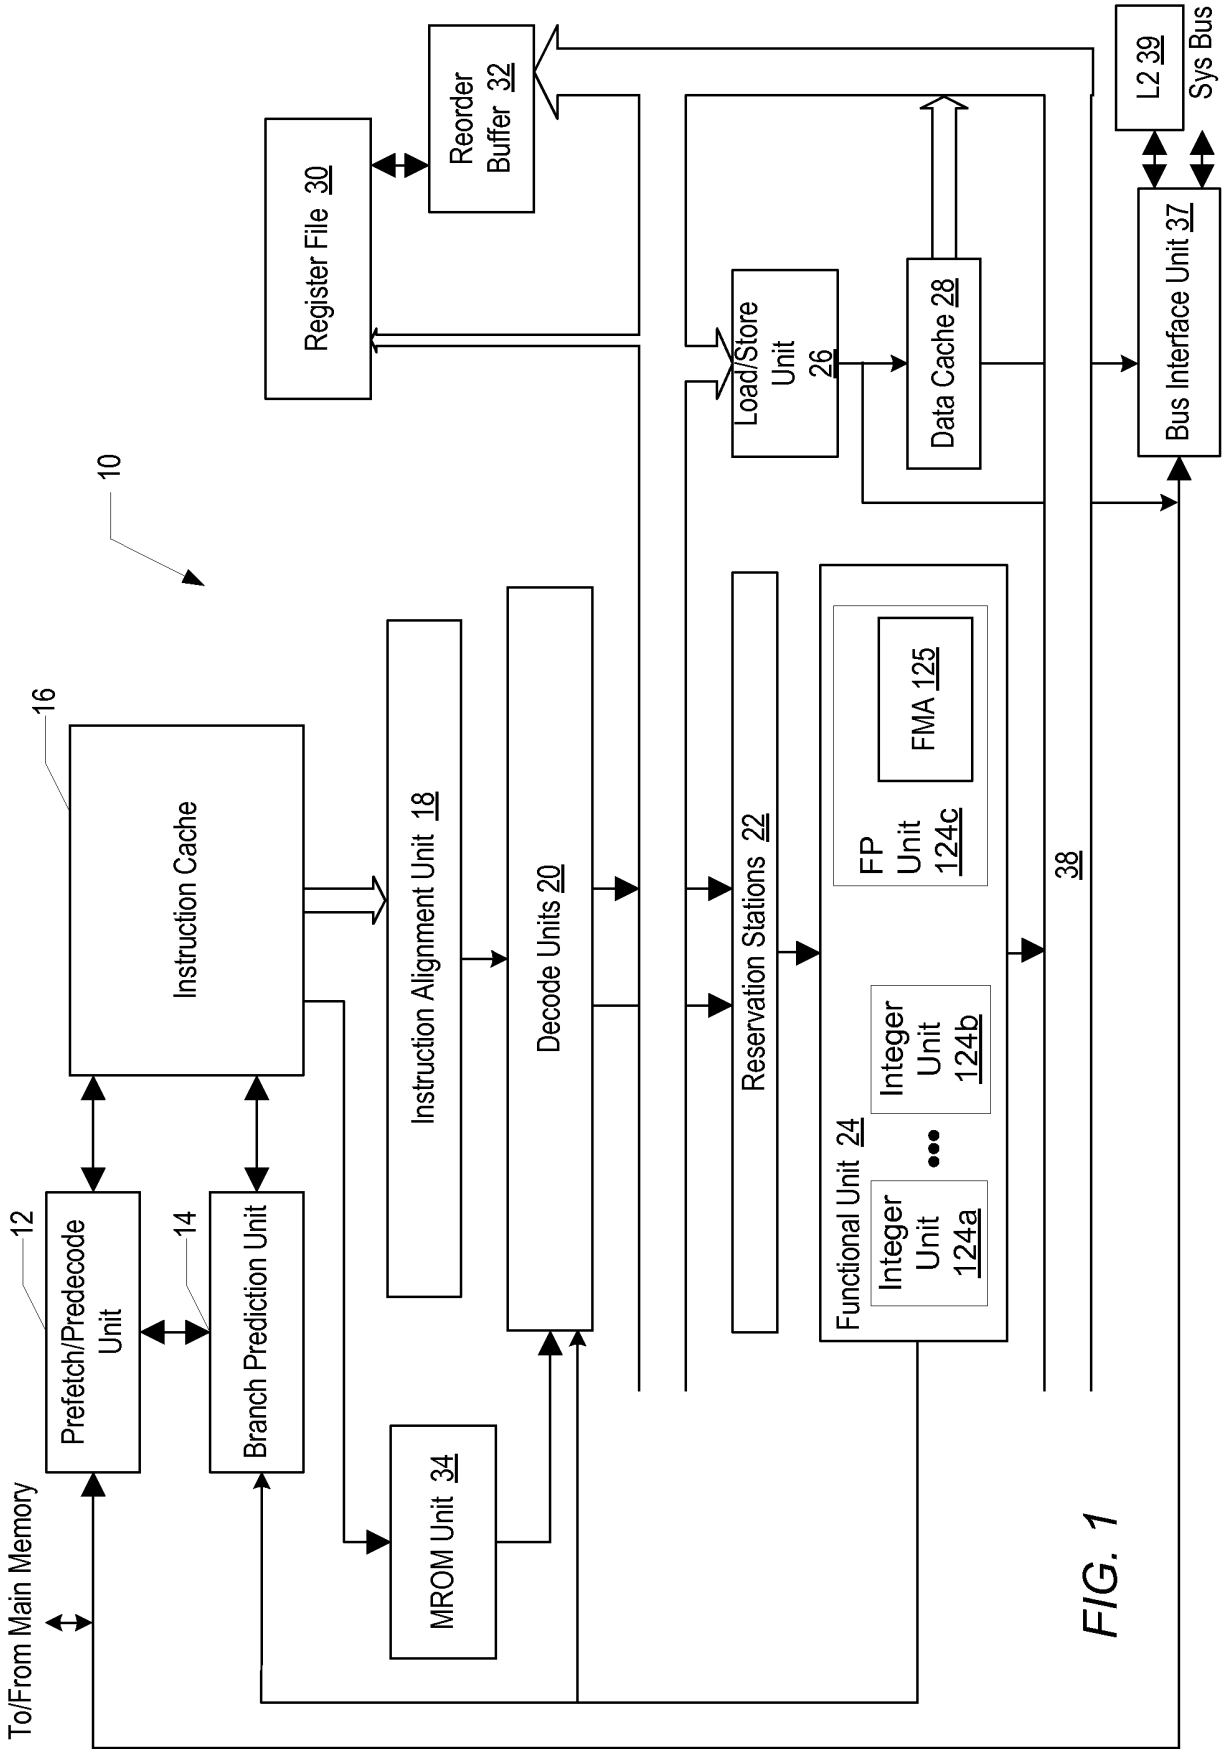 To/From Main Memory
12
Prefetch/Predecode
Unit
14
Branch Prediction Unit
16
Instruction Cache
10
Register File 30
Reorder
Buffer 32
MROM Unit 34
Instruction Alignment Unit 18
Decode Units 20
Reservation Stations 22
Load/Store
Unit
26
Functional Unit 24
Integer
Unit
124a
•••
Integer
Unit
124b
FP
Unit
124c
FMA 125
Data Cache 28
38
L2 39
Sys Bus
Bus Interface Unit 37
FIG. 1